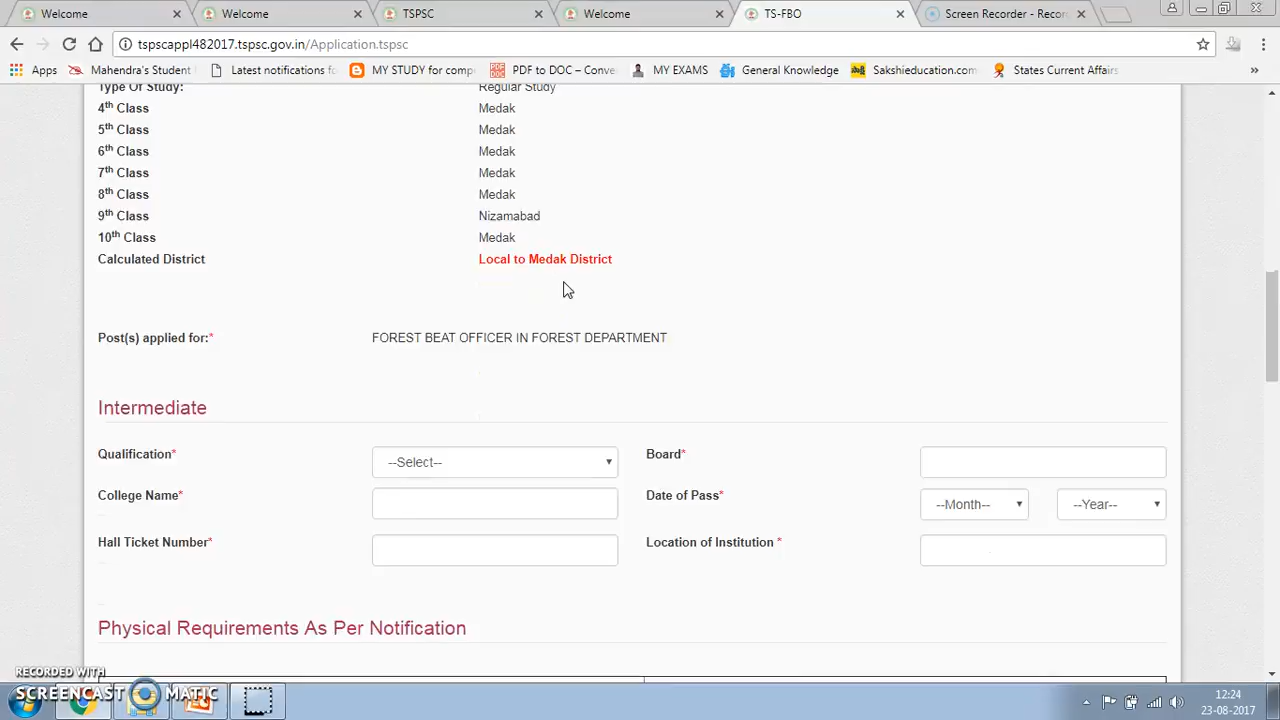 Welcome
Welcome
TSPSC
Welcome
TS-FBO
Screen Recorder - Recor
tspscappl482017.tspsc.gov.in/Application.tspsc
Apps
Mahendra's Student
Latest notifications f
MY STUDY for comp
PDF to DOC – Conve
MY EXAMS
General Knowledge
Sakshieducation.com
States Current Affairs
»
Type Of Study: Regular Study
4th Class Medak
5th Class Medak
6th Class Medak
7th Class Medak
8th Class Medak
9th Class Nizamabad
10th Class Medak
Calculated District Local to Medak District
Post(s) applied for:* FOREST BEAT OFFICER IN FOREST DEPARTMENT
Intermediate
Qualification* --Select-- Board*
College Name* Date of Pass* --Month-- --Year--
Hall Ticket Number* Location of Institution *
Physical Requirements As Per Notification
RECORDED WITH
SCREENCAST MATIC
12:24
23-08-2017